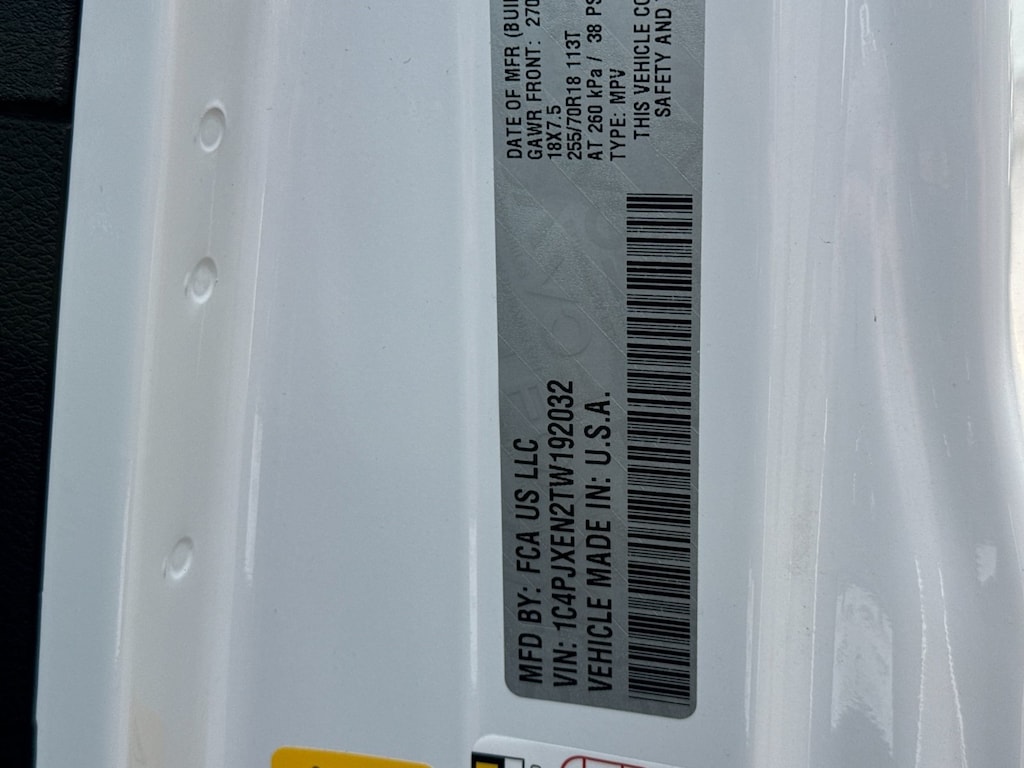 MFD BY: FCA US LLC
VIN: 1C4PJXEN2TW192032
VEHICLE MADE IN: U.S.A.
DATE OF MFR (BUI
GAWR FRONT: 270
18X7.5
255/70R18 113T
AT 260 kPa / 38 PS
TYPE: MPV
THIS VEHICLE CO
SAFETY AND